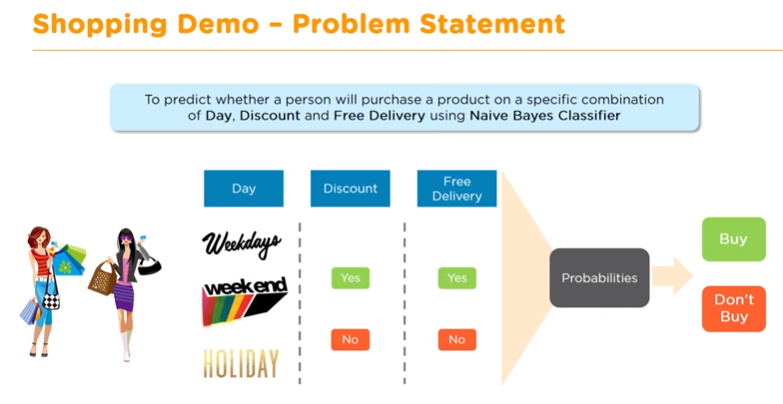 Shopping Demo – Problem Statement
To predict whether a person will purchase a product on a specific combination
of Day, Discount and Free Delivery using Naive Bayes Classifier
Day
Discount
Free
Delivery
Weekdays
weekend
HOLIDAY
Yes
No
Yes
No
Probabilities
Buy
Don't
Buy